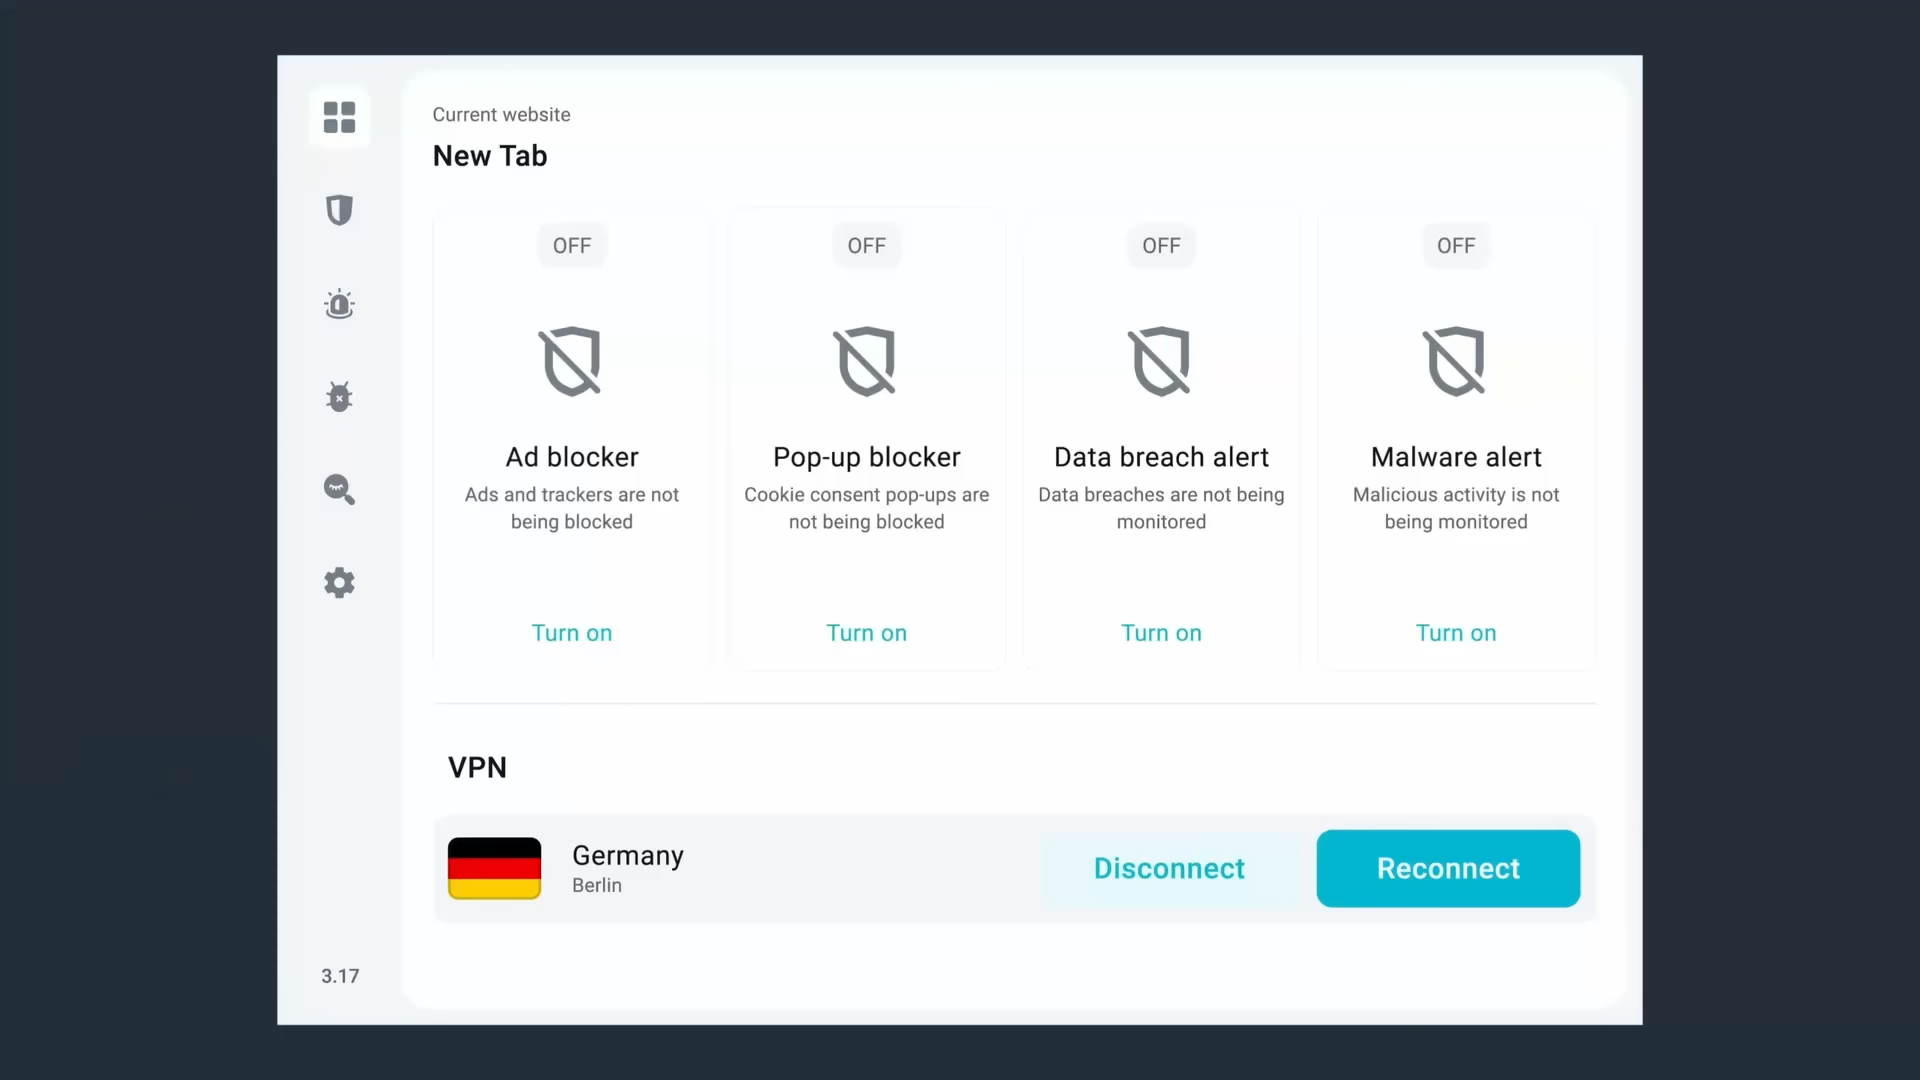 Current website
New Tab
OFF
OFF
OFF
OFF
Ad blocker
Ads and trackers are not
being blocked
Turn on
Pop-up blocker
Cookie consent pop-ups are
not being blocked
Turn on
Data breach alert
Data breaches are not being
monitored
Turn on
Malware alert
Malicious activity is not
being monitored
Turn on
VPN
Germany
Berlin
Disconnect
Reconnect
3.17